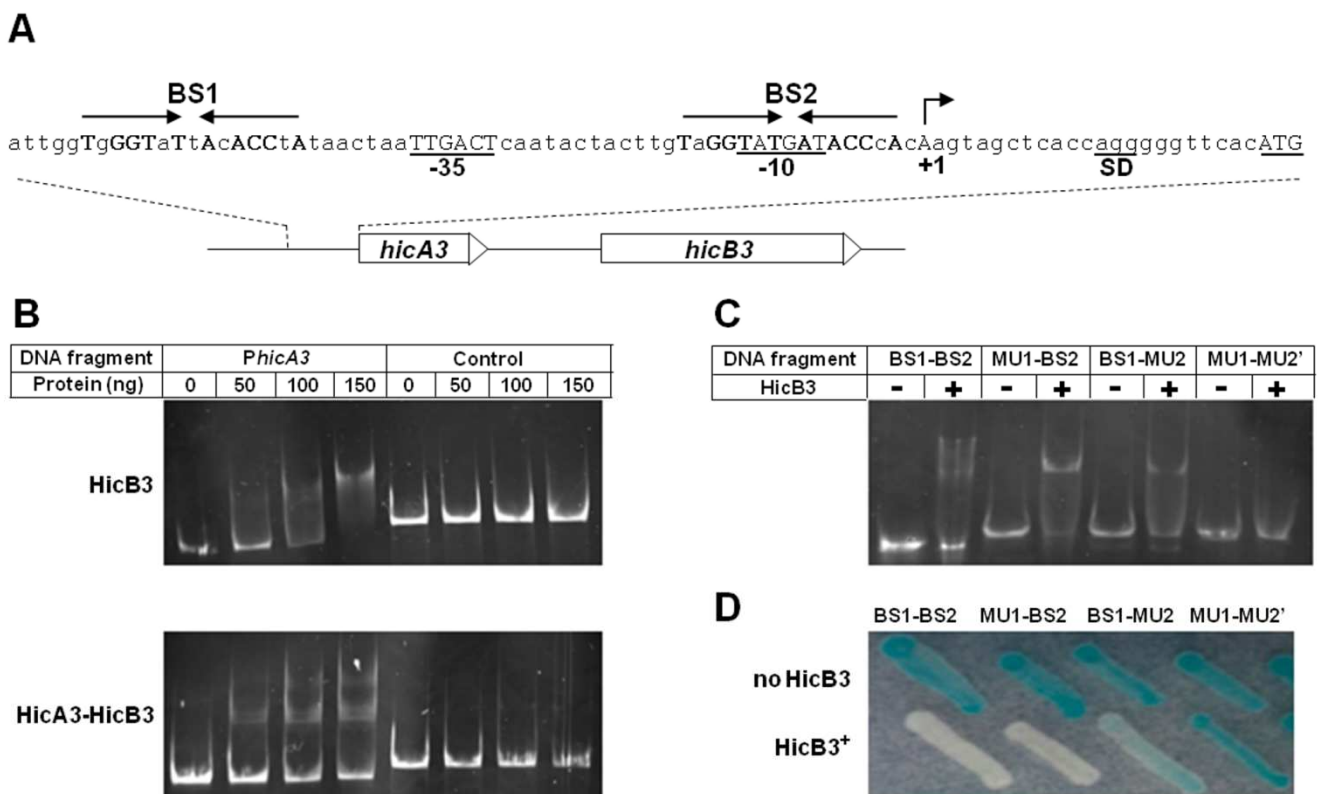 A
BS1 BS2
attggTgGGTaTtAcACCtAtaactaaTTGACTcaatactacttgTaGGTATGATACCCcAcAagtagctcaccaggggggttcacATG
-35 -10 +1 SD
hicA3 hicB3
B
DNA fragment PhicA3 Control
Protein (ng) 0 50 100 150 0 50 100 150
HicB3
HicA3-HicB3
C
DNA fragment BS1-BS2 MU1-BS2 BS1-MU2 MU1-MU2'
HicB3 - + - + - + - +
D
BS1-BS2 MU1-BS2 BS1-MU2 MU1-MU2'
no HicB3
HicB3+